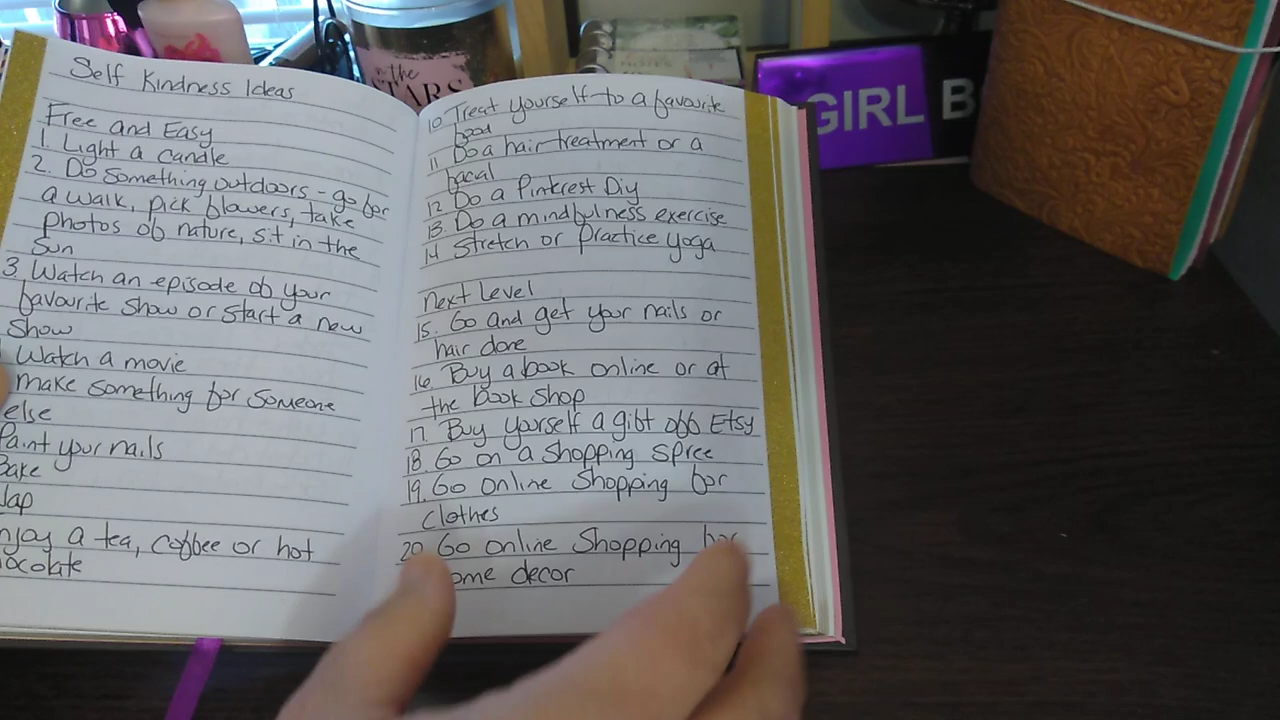 Self Kindness Ideas
Free and Easy
1. Light a candle
2. Do Something outdoors - go for
a walk, pick flowers, take
photos of nature, sit in the
Sun
3. Watch an episode of your
favourite show or start a new
Show
Watch a movie
make something for someone
else
Paint your nails
Bake
Nap
njoy a tea, coffee or hot
ocolate
10 Treat yourself to a favourite
food
11 Do a hair treatment or a
facial
12 Do a Pintrest Diy
13. Do a mindfulness exercise
14 Stretch or practice yoga
next Level
15. Go and get your nails or
hair done
16 Buy a book online or at
the book shop
17. Buy yourself a gift off Etsy
18. Go on a shopping spree
19. Go online shopping for
clothes
20 Go online Shopping for
ome decor
the
STARS
NOTES
GIRL B